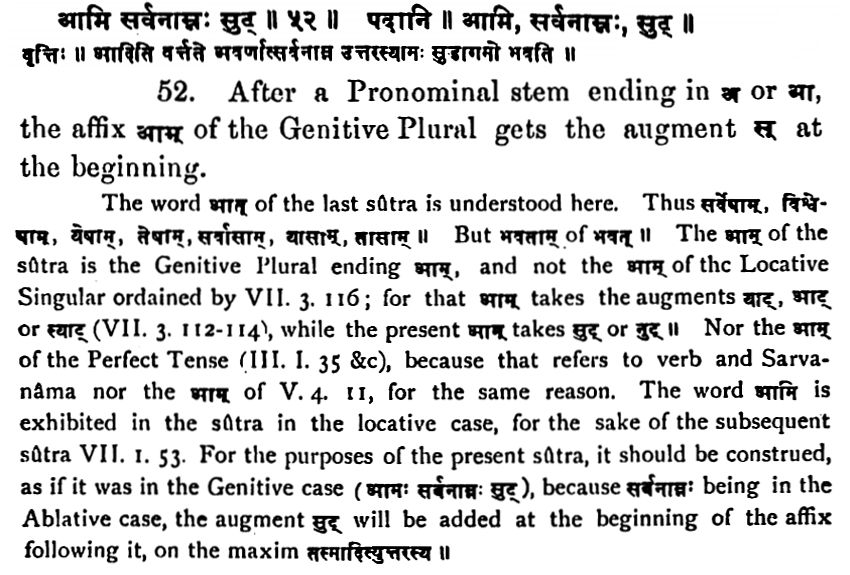 आमि सर्वनाम्नः सुट् ॥ ५२ ॥ पदानि ॥ आमि, सर्वनाम्नः, सुट् ॥
वृत्तिः ॥ आदिति वर्त्तते अवर्णात्सर्वनाम्न उत्तरस्यामः सुडागमो भवति ॥
52. After a Pronominal stem ending in अ or आ,
the affix आम् of the Genitive Plural gets the augment स् at
the beginning.
The word आत् of the last sûtra is understood here. Thus सर्वेषाम्, विश्वे-
षाम्, येषाम्, तेषाम्, सर्वासाम्, यासाम्, तासाम् ॥ But भवताम् of भवत् ॥ The आम् of the
sûtra is the Genitive Plural ending आम्, and not the आम् of the Locative
Singular ordained by VII. 3. 116; for that आम् takes the augments याट्, आट्
or स्याट् (VII. 3. 112-114), while the present आम् takes सुट् or नुट् ॥ Nor the आम्
of the Perfect Tense (III. I. 35 &c), because that refers to verb and Sarva-
nâma nor the आम् of V. 4. 11, for the same reason. The word आमि is
exhibited in the sûtra in the locative case, for the sake of the subsequent
sûtra VII. 1. 53. For the purposes of the present sûtra, it should be construed,
as if it was in the Genitive case (आमः सर्वनाम्नः सुट्), because सर्वनाम्नः being in the
Ablative case, the augment सुट् will be added at the beginning of the affix
following it, on the maxim तस्मादित्युत्तरस्य ॥